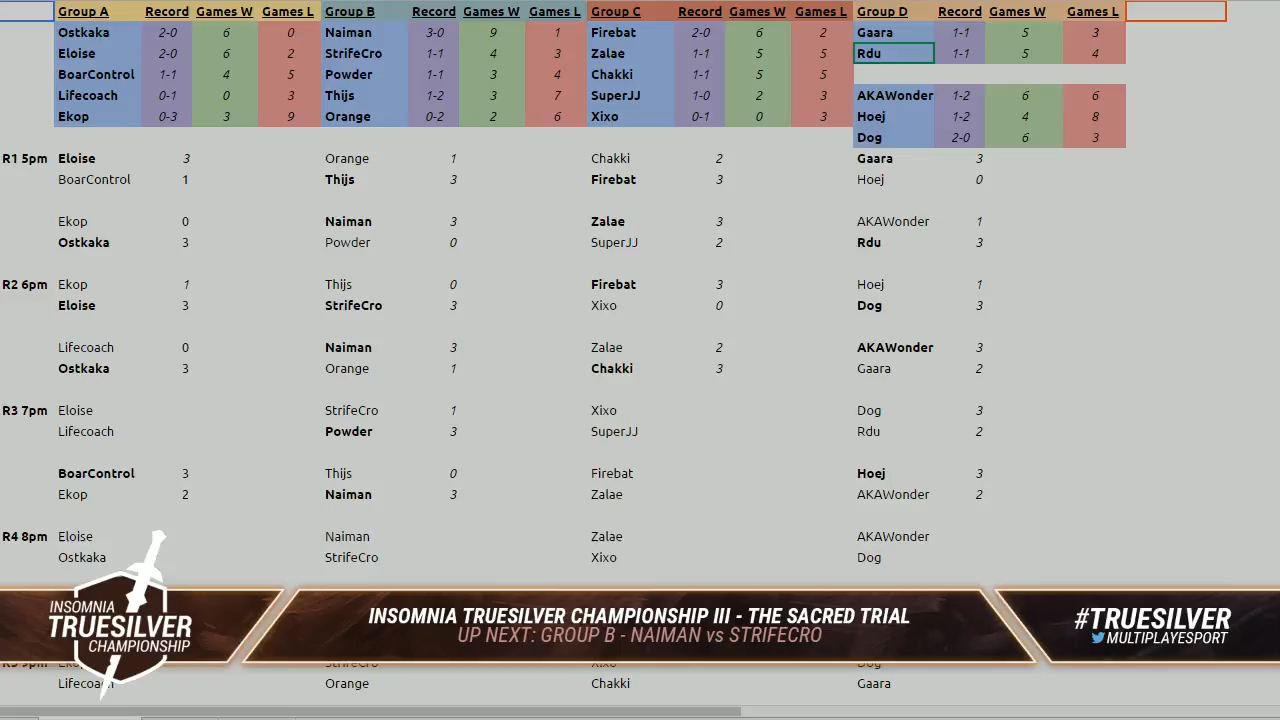 Group A Record Games W Games L Group B Record Games W Games L Group C Record Games W Games L Group D Record Games W Games L
Ostkaka 2-0 6 0 Naiman 3-0 9 1 Firebat 2-0 6 2 Gaara 1-1 5 3
Eloise 2-0 6 2 StrifeCro 1-1 4 3 Zalae 1-1 5 5 Rdu 1-1 5 4
BoarControl 1-1 4 5 Powder 1-1 3 4 Chakki 1-1 5 5
Lifecoach 0-1 0 3 Thijs 1-2 3 7 SuperJJ 1-0 2 3 AKAWonder 1-2 6 6
Ekop 0-3 3 9 Orange 0-2 2 6 Xixo 0-1 0 3 Hoej 1-2 4 8
Dog 2-0 6 3
R1 5pm Eloise 3 Orange 1 Chakki 2 Gaara 3
BoarControl 1 Thijs 3 Firebat 3 Hoej 0
Ekop 0 Naiman 3 Zalae 3 AKAWonder 1
Ostkaka 3 Powder 0 SuperJJ 2 Rdu 3
R2 6pm Ekop 1 Thijs 0 Firebat 3 Hoej 1
Eloise 3 StrifeCro 3 Xixo 0 Dog 3
Lifecoach 0 Naiman 3 Zalae 2 AKAWonder 3
Ostkaka 3 Orange 1 Chakki 3 Gaara 2
R3 7pm Eloise StrifeCro 1 Xixo Dog 3
Lifecoach Powder 3 SuperJJ Rdu 2
BoarControl 3 Thijs 0 Firebat Hoej 3
Ekop 2 Naiman 3 Zalae AKAWonder 2
R4 8pm Eloise Naiman Zalae AKAWonder
Ostkaka StrifeCro Xixo Dog
INSOMNIA
TRUESILVER
CHAMPIONSHIP
INSOMNIA TRUESILVER CHAMPIONSHIP III - THE SACRED TRIAL
UP NEXT: GROUP B - NAIMAN vs STRIFECRO
#TRUESILVER
MULTIPLAYESPORT
Lifecoach Orange Chakki Gaara